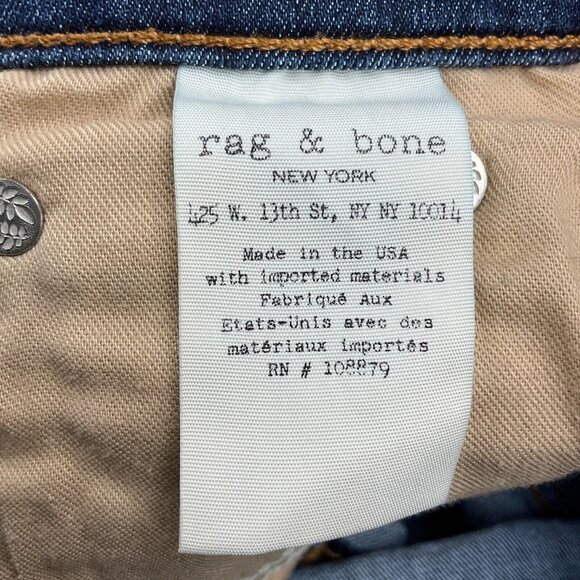 rag & bone
NEW YORK
425 W. 13th St, NY NY 10014
Made in the USA
with imported materials
Fabriqué Aux
Etats-Unis avec des
matériaux importés
RN # 108879